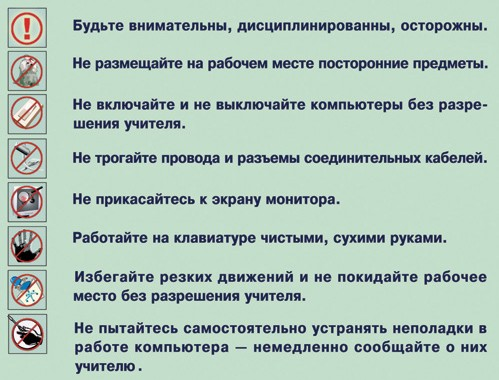 Будьте внимательны, дисциплинированны, осторожны.
Не размещайте на рабочем месте посторонние предметы.
Не включайте и не выключайте компьютеры без разре-
шения учителя.
Не трогайте провода и разъемы соединительных кабелей.
Не прикасайтесь к экрану монитора.
Работайте на клавиатуре чистыми, сухими руками.
Избегайте резких движений и не покидайте рабочее
место без разрешения учителя.
Не пытайтесь самостоятельно устранять неполадки в
работе компьютера — немедленно сообщайте о них
учителю.